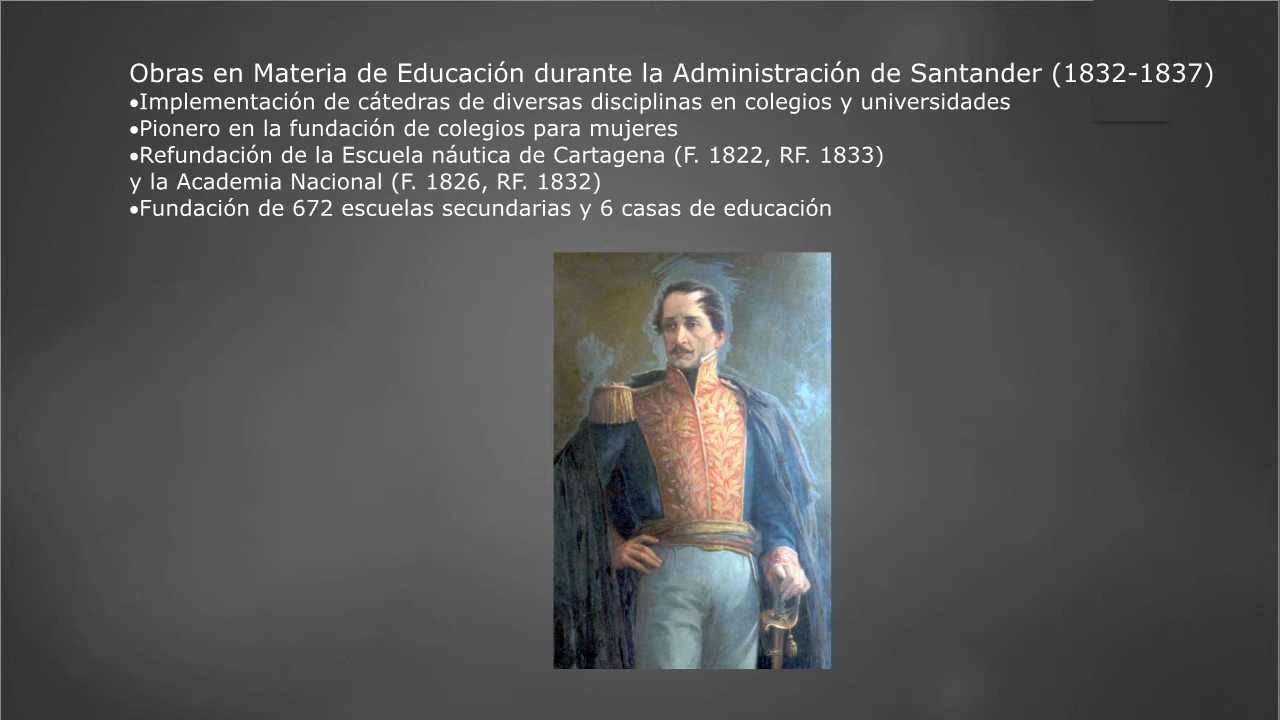 Obras en Materia de Educación durante la Administración de Santander (1832-1837)
•Implementación de cátedras de diversas disciplinas en colegios y universidades
•Pionero en la fundación de colegios para mujeres
•Refundación de la Escuela náutica de Cartagena (F. 1822, RF. 1833)
y la Academia Nacional (F. 1826, RF. 1832)
•Fundación de 672 escuelas secundarias y 6 casas de educación